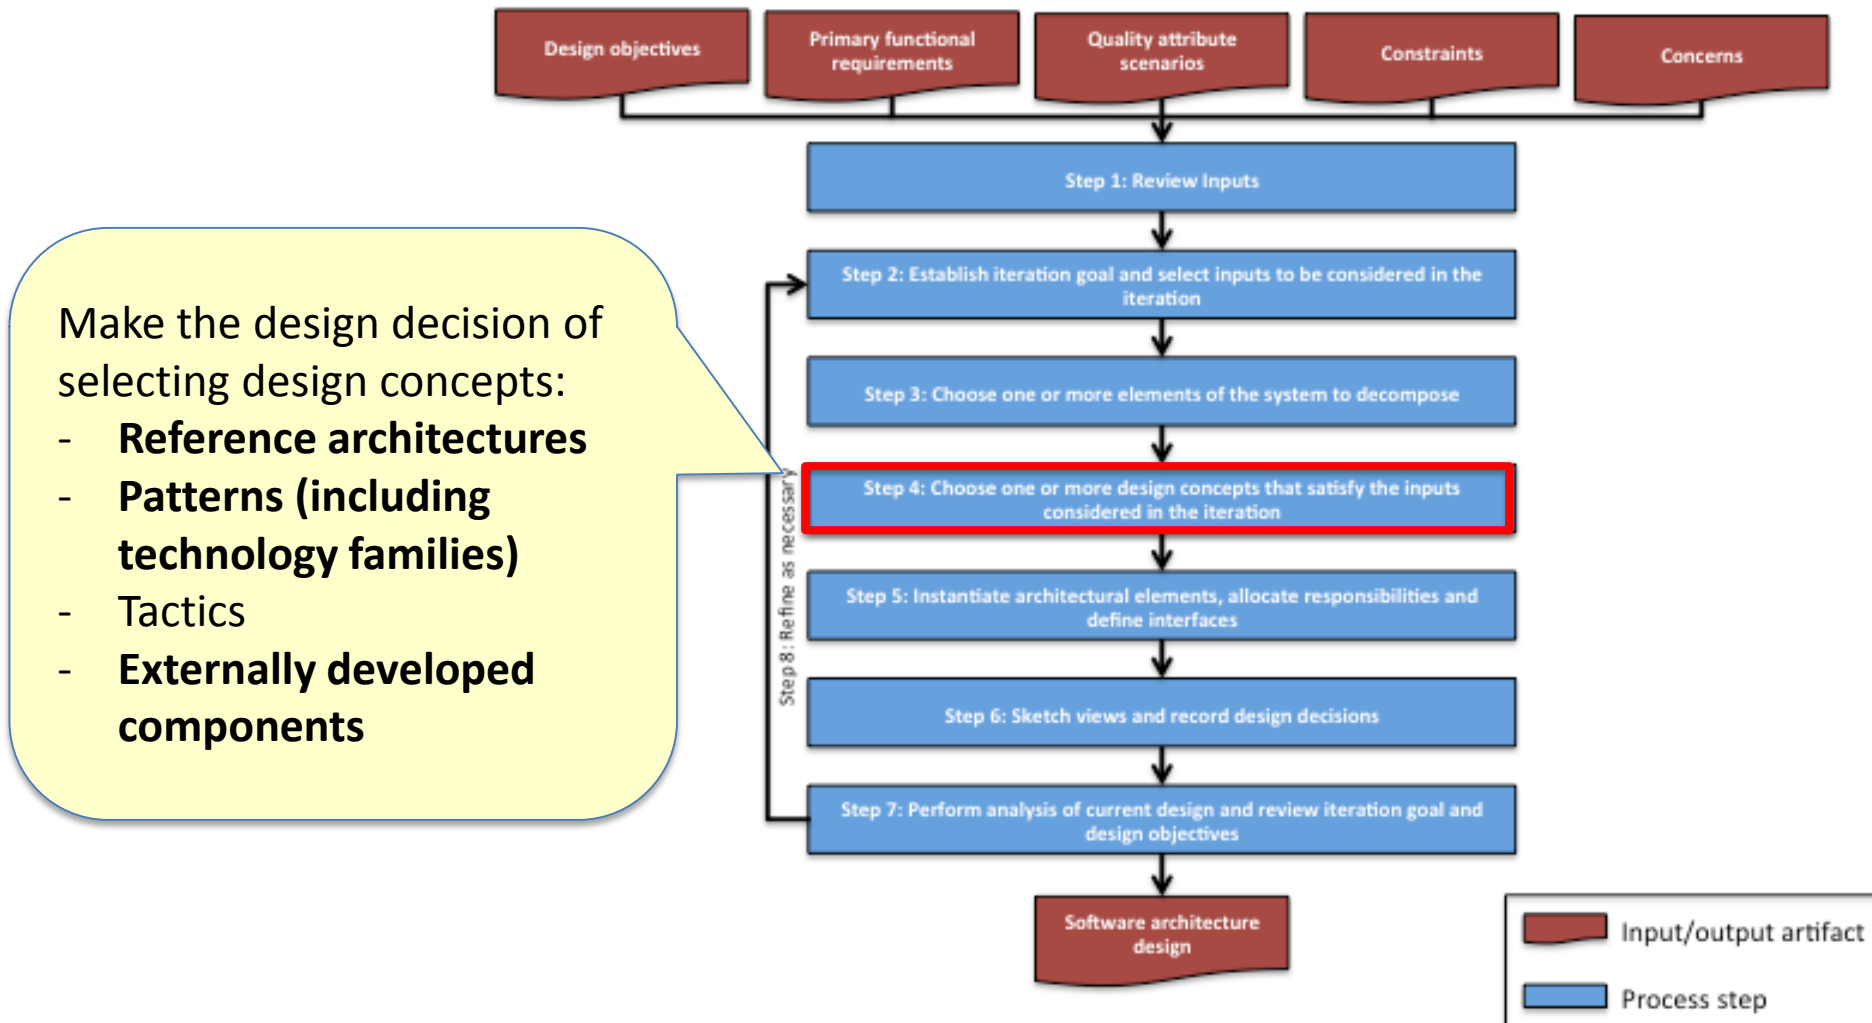 Design objectives
Primary functional
requirements
Quality attribute
scenarios
Constraints
Concerns
Step 1: Review Inputs
Step 2: Establish iteration goal and select inputs to be considered in the
iteration
Step 3: Choose one or more elements of the system to decompose
Step 4: Choose one or more design concepts that satisfy the inputs
considered in the iteration
Step 5: Instantiate architectural elements, allocate responsibilities and
define interfaces
Step 6: Sketch views and record design decisions
Step 7: Perform analysis of current design and review iteration goal and
design objectives
Step 8: Refine as necessary
Software architecture
design
Make the design decision of
selecting design concepts:
- Reference architectures
- Patterns (including
technology families)
- Tactics
- Externally developed
components
Input/output artifact
Process step